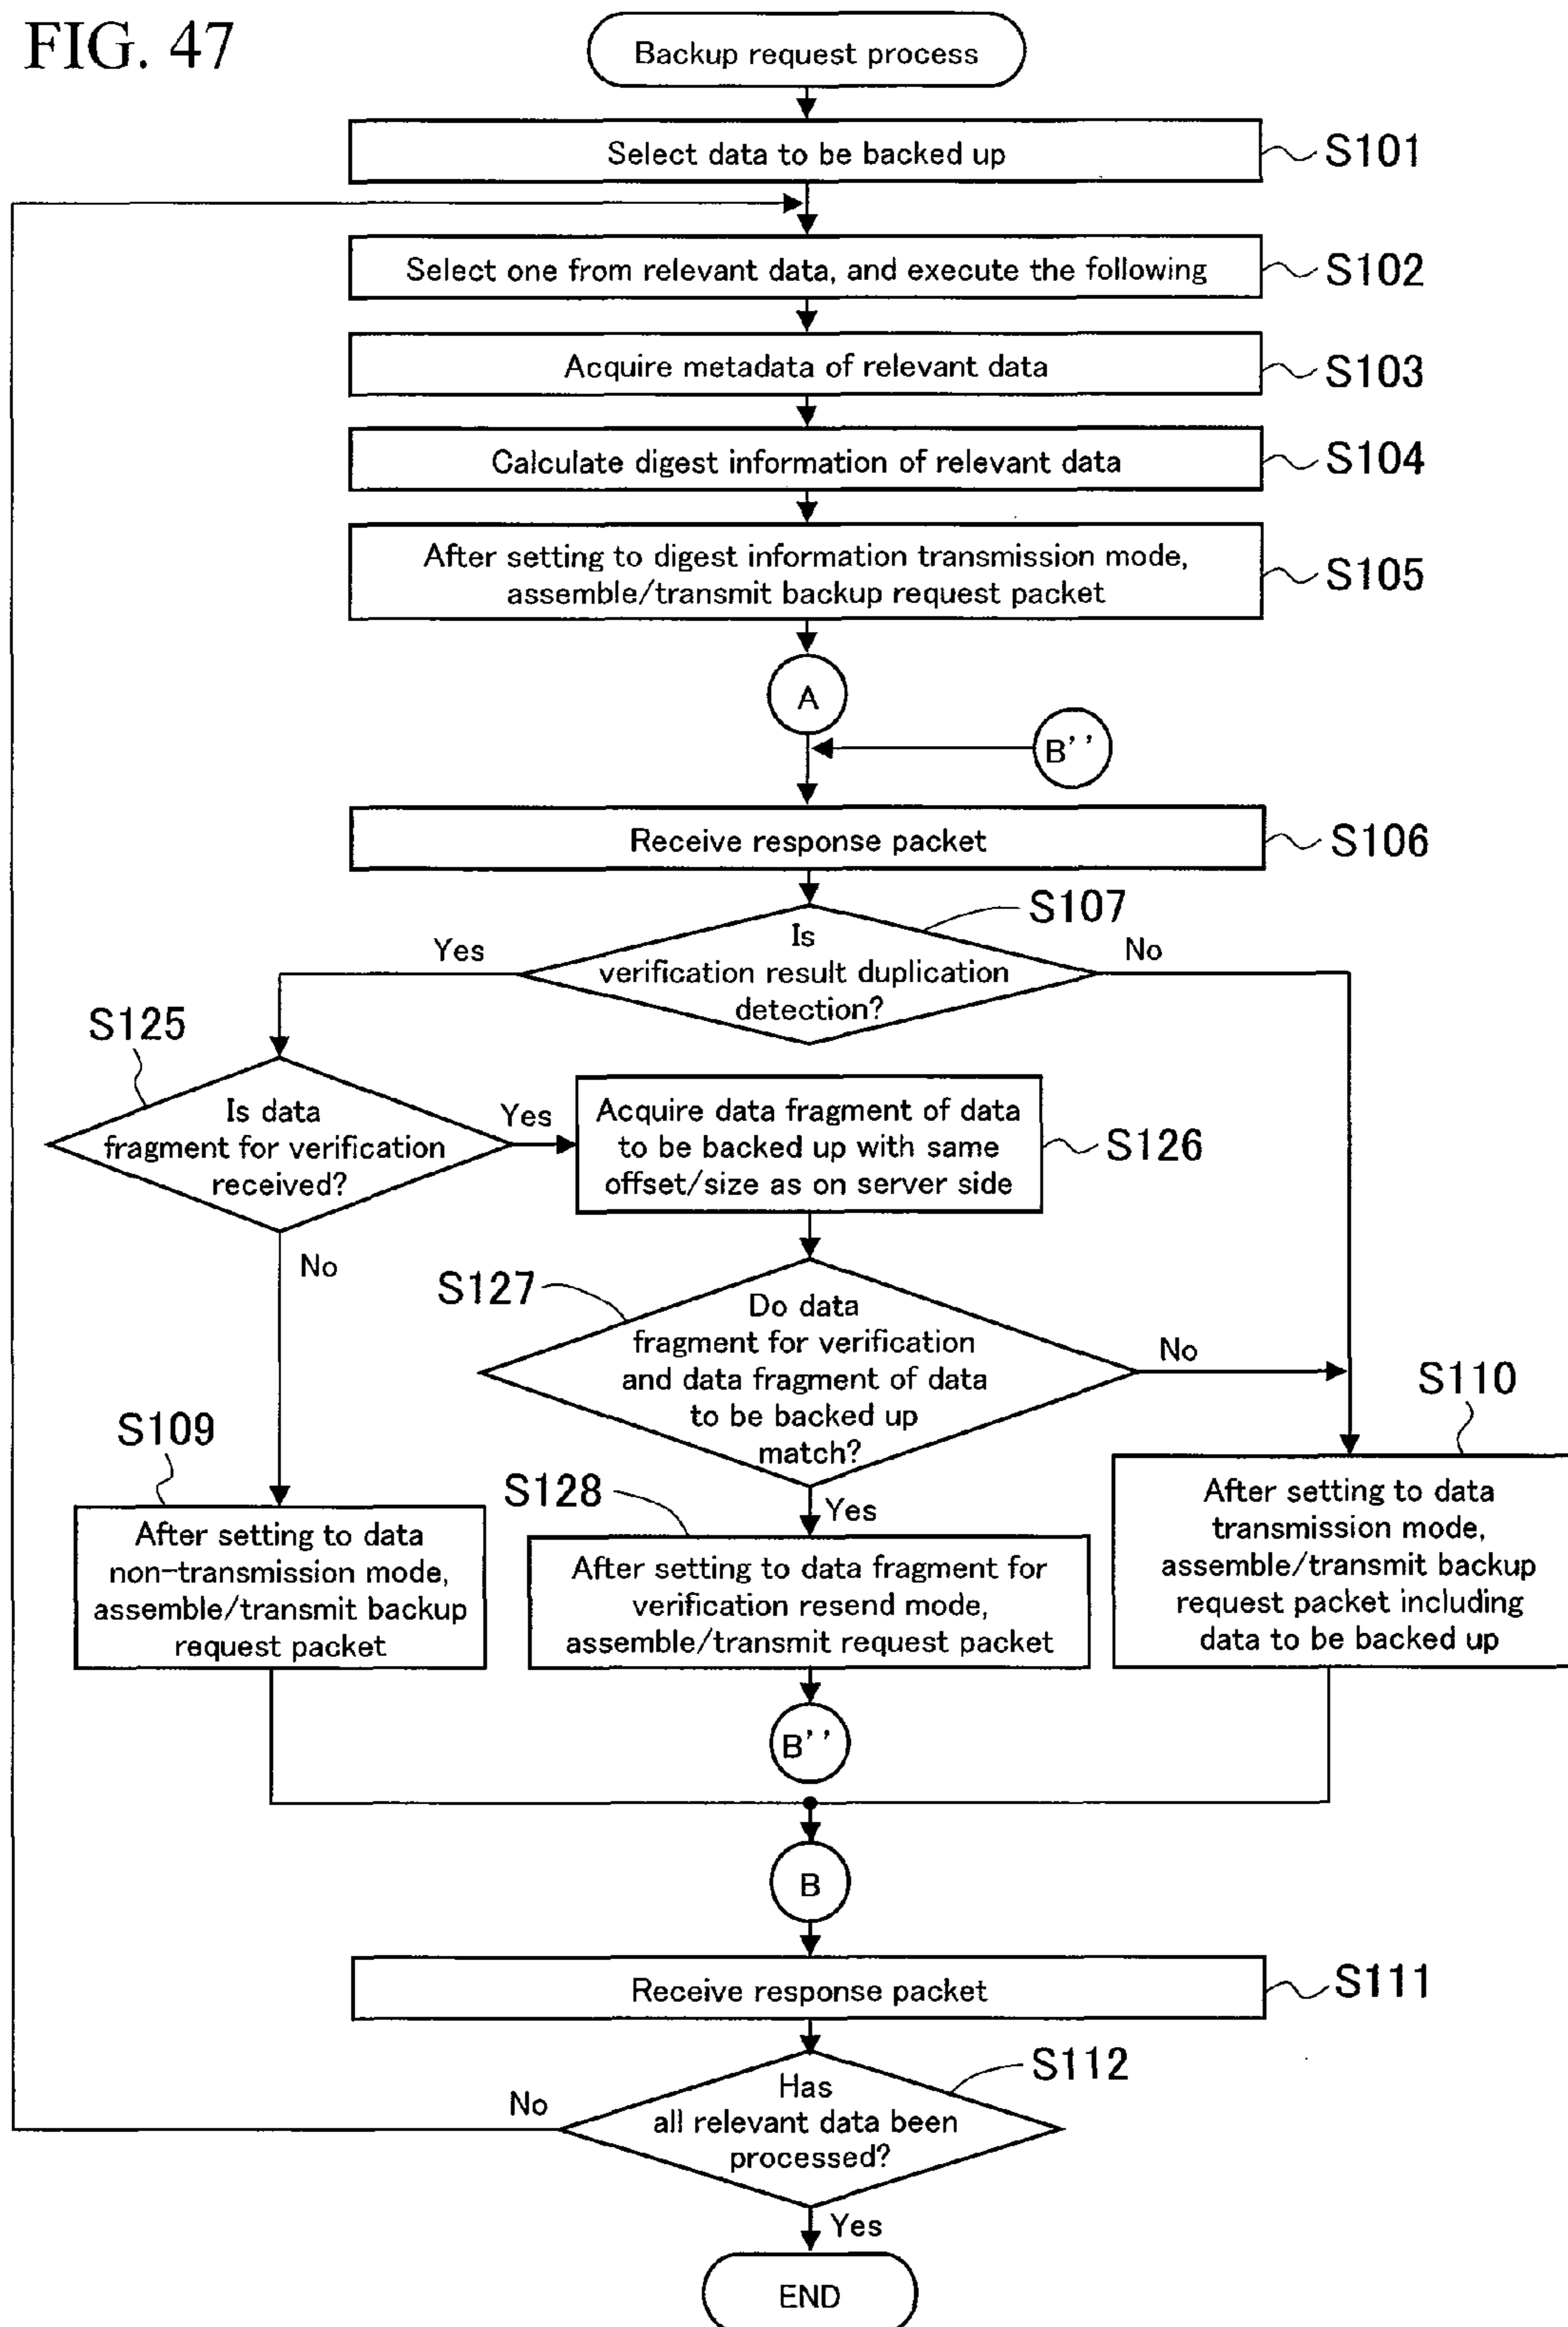 FIG. 47
Backup request process
Select data to be backed up
S101
Select one from relevant data, and execute the following
S102
Acquire metadata of relevant data
S103
Calculate digest information of relevant data
S104
After setting to digest information transmission mode,
assemble/transmit backup request packet
S105
A
B''
Receive response packet
S106
S107
Is
verification result duplication
detection?
Yes
No
S125
Is data
fragment for verification
received?
Yes
No
Acquire data fragment of data
to be backed up with same
offset/size as on server side
S126
S127
Do data
fragment for verification
and data fragment of data
to be backed up
match?
No
Yes
S110
S109
After setting to data
non-transmission mode,
assemble/transmit backup
request packet
S128
After setting to data fragment for
verification resend mode,
assemble/transmit request packet
After setting to data
transmission mode,
assemble/transmit backup
request packet including
data to be backed up
B''
B
Receive response packet
S111
S112
Has
all relevant data been
processed?
No
Yes
END